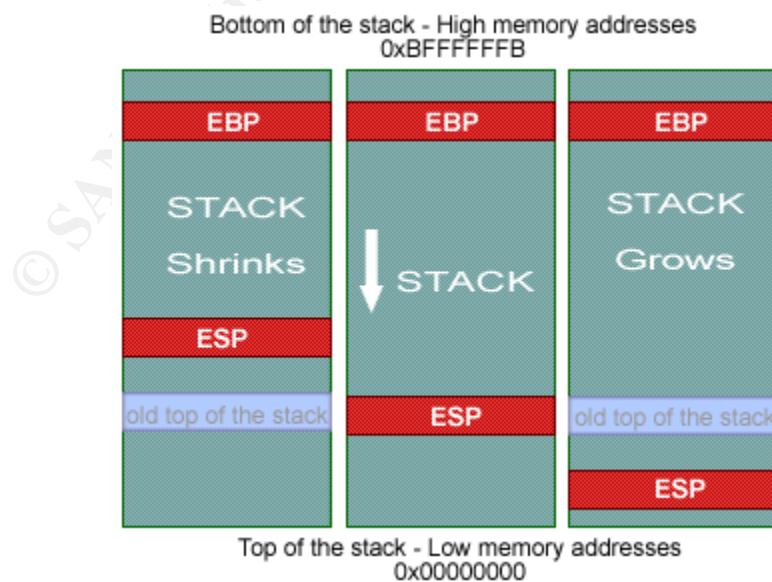 Bottom of the stack - High memory addresses
0xBFFFFFFB
EBP
STACK
Shrinks
ESP
old top of the stack
EBP
STACK
ESP
EBP
STACK
Grows
old top of the stack
ESP
Top of the stack - Low memory addresses
0x00000000
© SAN